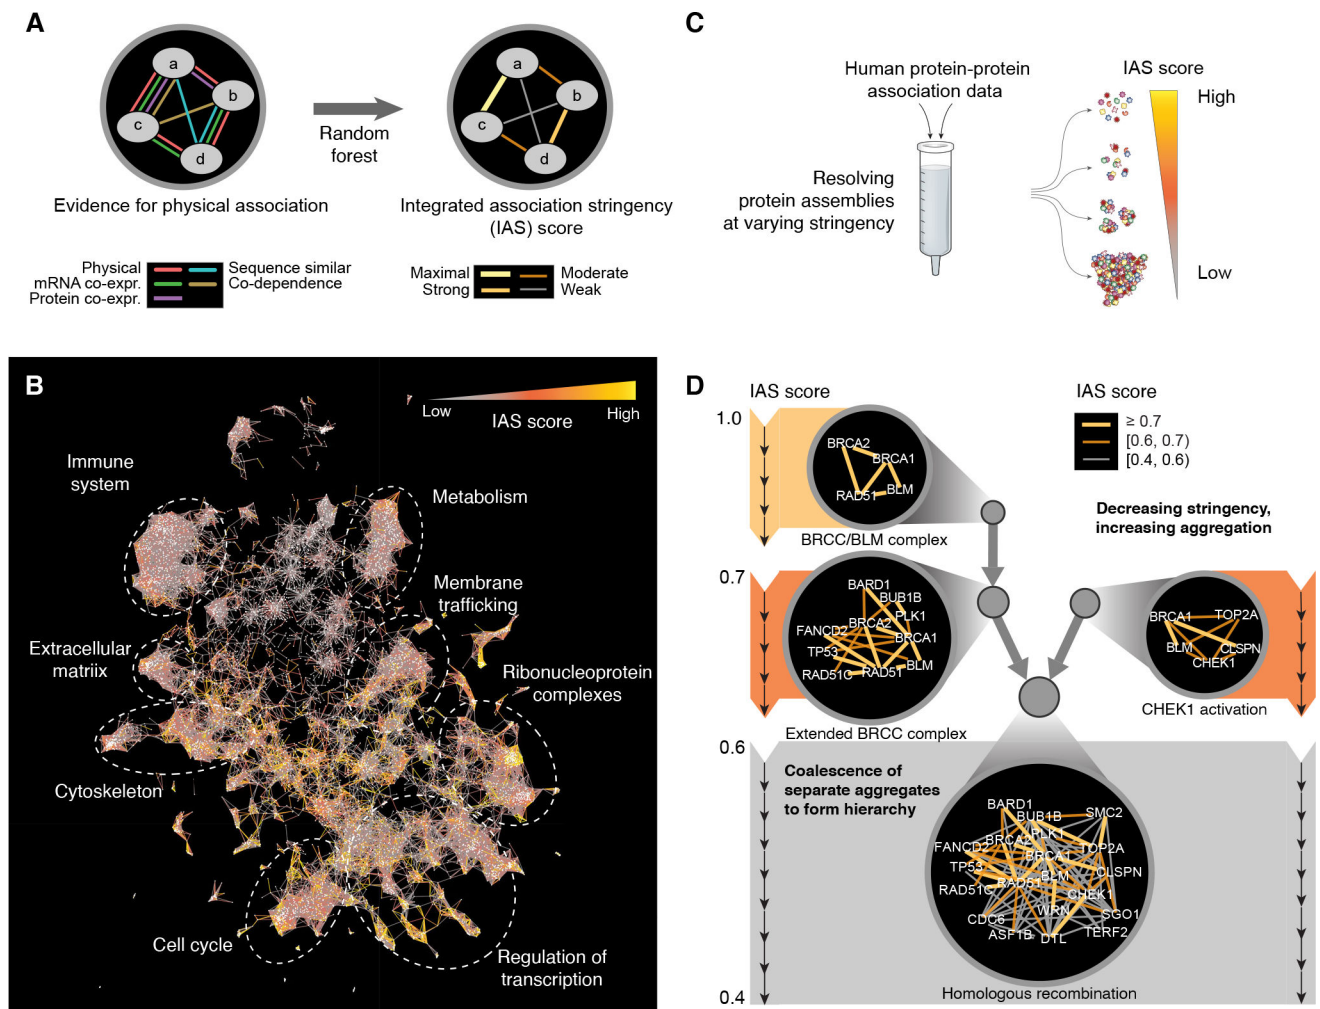 A
a
b
c
d
Random
forest
a
b
c
d
Evidence for physical association
Integrated association stringency
(IAS) score
Physical
mRNA co-expr.
Protein co-expr.
Sequence similar
Co-dependence
Maximal
Strong
Moderate
Weak
C
Human protein-protein
association data
Resolving
protein assemblies
at varying stringency
IAS score
High
Low
B
Low
IAS score
High
Immune
system
Metabolism
Membrane
trafficking
Extracellular
matriix
Ribonucleoprotein
complexes
Cytoskeleton
Cell cycle
Regulation of
transcription
D
IAS score
1.0
0.7
0.6
0.4
IAS score
≥ 0.7
[0.6, 0.7)
[0.4, 0.6)
Decreasing stringency,
increasing aggregation
BRCA2
BRCA1
RAD51
BLM
BRCC/BLM complex
BARD1
BUB1B
PLK1
BRCA2
FANCD2
BRCA1
TP53
BLM
RAD51C
RAD51
Extended BRCC complex
BRCA1
TOP2A
BLM
CLSPN
CHEK1
CHEK1 activation
Coalescence of
separate aggregates
to form hierarchy
BARD1
BUB1B
SMC2
PLK1
BRCA2
FANCD2
TOP2A
BRCA1
TP53
BLM
CLSPN
RAD51
RAD51C
CHEK1
WRN
SGO1
CDC6
ASF1B
DTL
TERF2
Homologous recombination